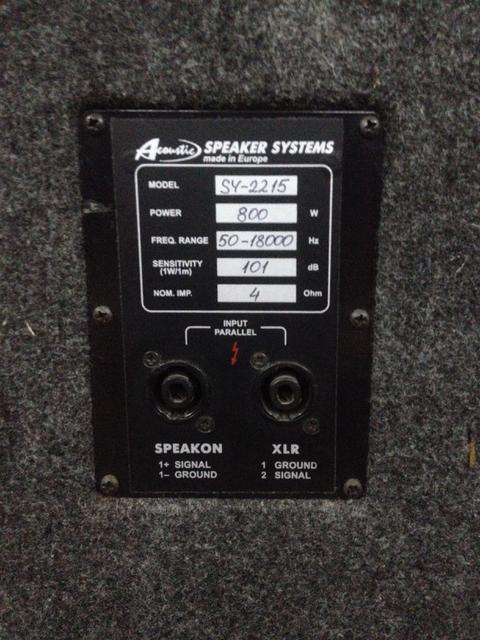 Acoustic SPEAKER SYSTEMS
made in Europe
MODEL SY-2215
POWER 800 W
FREQ. RANGE 50-18000 Hz
SENSITIVITY (1W/1m) 101 dB
NOM. IMP. 4 Ohm
INPUT
PARALLEL
SPEAKON XLR
1+ SIGNAL 1 GROUND
1– GROUND 2 SIGNAL